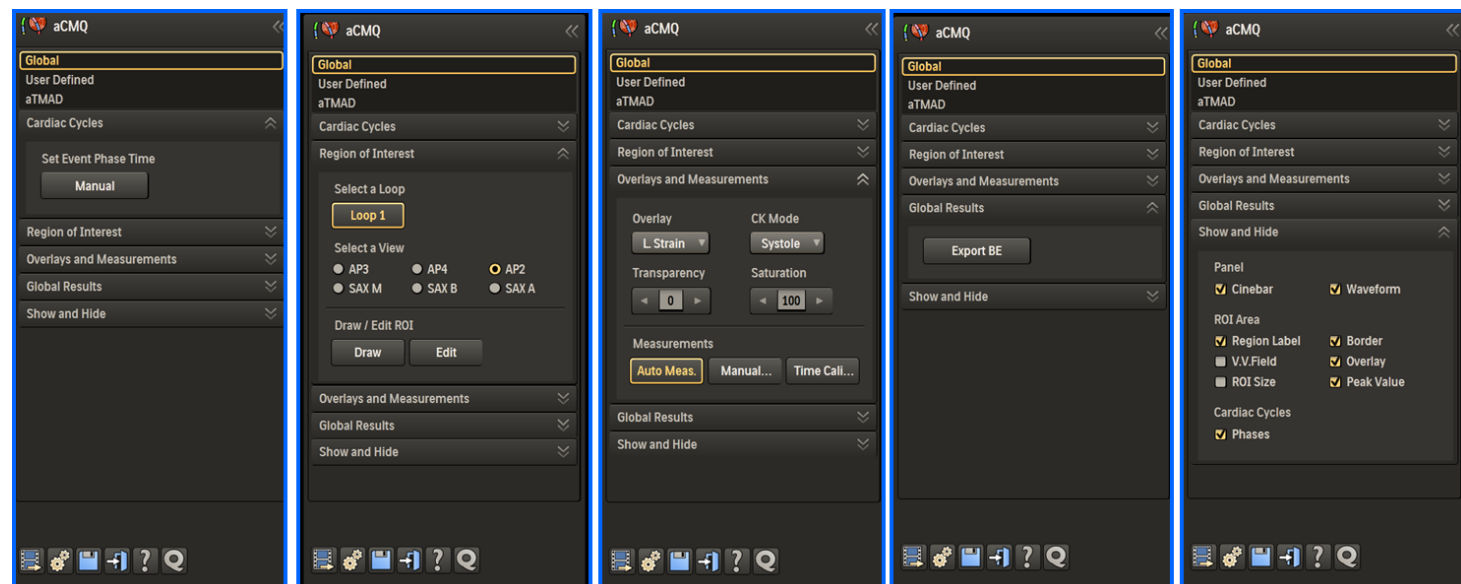 aCMQ
Global
User Defined
aTMAD
Cardiac Cycles
Set Event Phase Time
Manual
Region of Interest
Overlays and Measurements
Global Results
Show and Hide
aCMQ
Global
User Defined
aTMAD
Cardiac Cycles
Region of Interest
Select a Loop
Loop 1
Select a View
AP3 AP4 AP2
SAX M SAX B SAX A
Draw / Edit ROI
Draw Edit
Overlays and Measurements
Global Results
Show and Hide
aCMQ
Global
User Defined
aTMAD
Cardiac Cycles
Region of Interest
Overlays and Measurements
Overlay CK Mode
L. Strain Systole
Transparency Saturation
0 100
Measurements
Auto Meas. Manual... Time Cali...
Global Results
Show and Hide
aCMQ
Global
User Defined
aTMAD
Cardiac Cycles
Region of Interest
Overlays and Measurements
Global Results
Export BE
Show and Hide
aCMQ
Global
User Defined
aTMAD
Cardiac Cycles
Region of Interest
Overlays and Measurements
Global Results
Show and Hide
Panel
Cinebar Waveform
ROI Area
Region Label Border
V.V.Field Overlay
ROI Size Peak Value
Cardiac Cycles
Phases
? Q
? Q
? Q
? Q
? Q